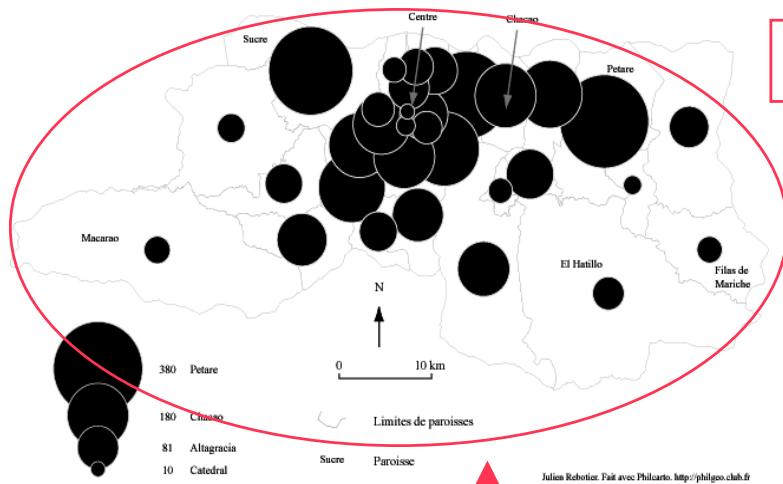 Centre
Chacao
Sucre
Petare
Macarao
El Hatillo
Filas de
Mariche
N
0 10 km
380 Petare
180 Chacao
81 Altagracia
10 Catedral
Limites de paroisses
Sucre Paroisse
Julien Rebotier. Fait avec Philcarto. http://philgeo.club.fr